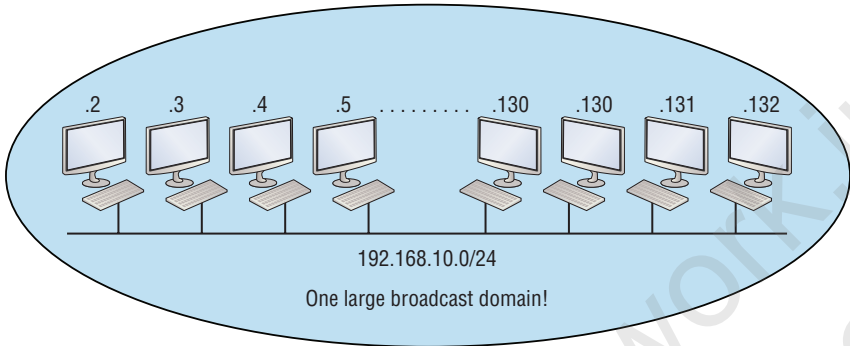 .2 .3 .4 .5 . . . . . . . . . .130 .130 .131 .132
192.168.10.0/24
One large broadcast domain!